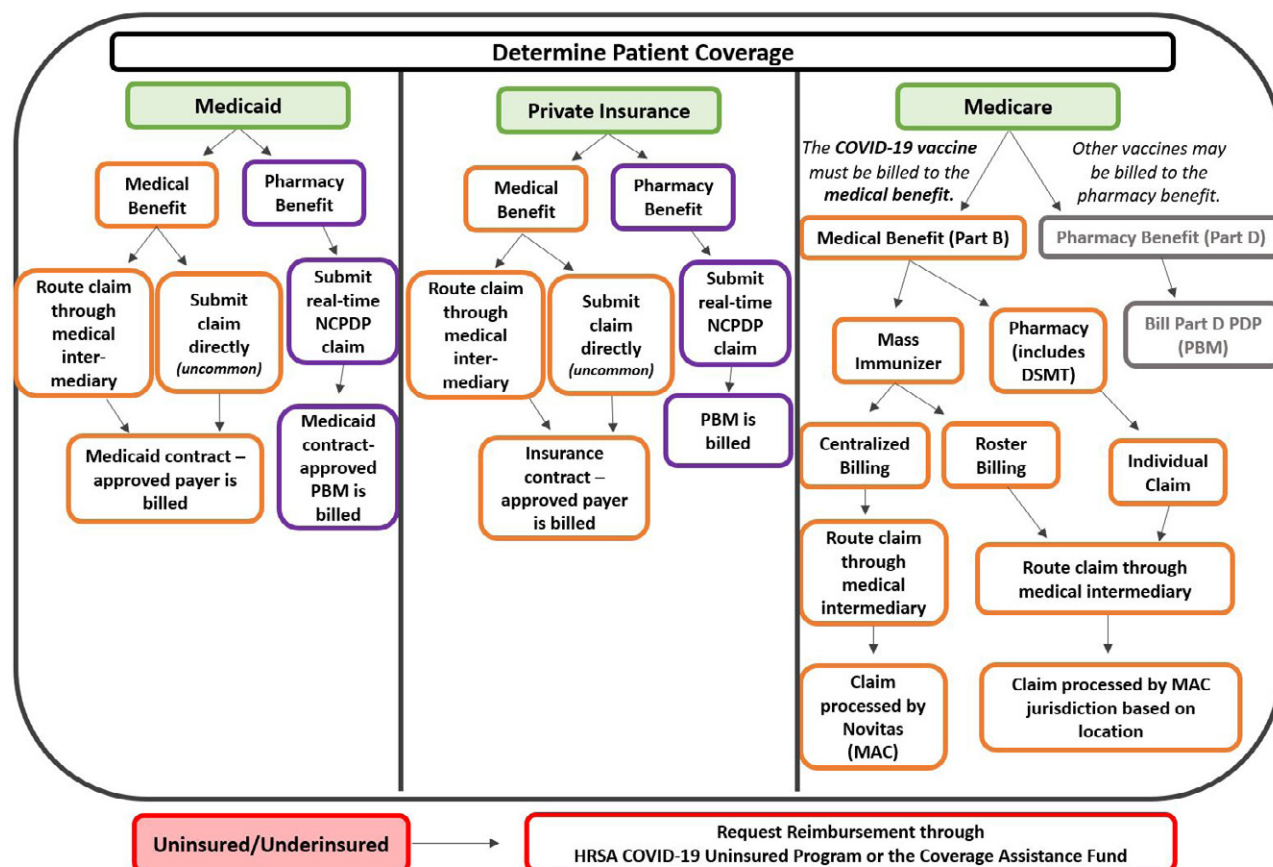 Determine Patient Coverage
Medicaid
Medical
Benefit
Pharmacy
Benefit
Route claim
through
medical
inter-
mediary
Submit
claim
directly
(uncommon)
Submit
real-time
NCPDP
claim
Medicaid contract –
approved payer is
billed
Medicaid
contract-
approved
PBM is
billed
Private Insurance
Medical
Benefit
Pharmacy
Benefit
Route claim
through
medical
inter-
mediary
Submit
claim
directly
(uncommon)
Submit
real-time
NCPDP
claim
Insurance
contract –
approved payer
is billed
PBM is
billed
Medicare
The COVID-19 vaccine
must be billed to the
medical benefit.
Other vaccines may
be billed to the
pharmacy benefit.
Medical Benefit (Part B)
Pharmacy Benefit (Part D)
Mass
Immunizer
Pharmacy
(includes
DSMT)
Bill Part D PDP
(PBM)
Centralized
Billing
Roster
Billing
Individual
Claim
Route claim
through
medical
intermediary
Route claim through
medical intermediary
Claim
processed by
Novitas
(MAC)
Claim processed by MAC
jurisdiction based on
location
Uninsured/Underinsured
Request Reimbursement through
HRSA COVID-19 Uninsured Program or the Coverage Assistance Fund